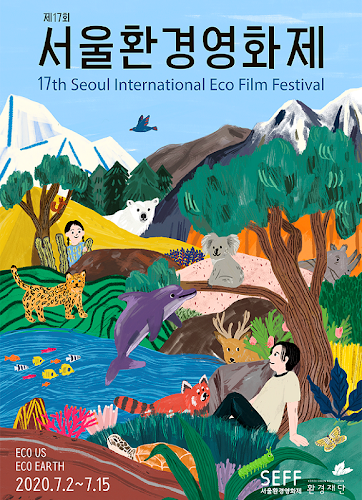 제17회
서울환경영화제
17th Seoul International Eco Film Festival
ECO US
ECO EARTH
2020.7.2~7.15
SEFF
서울환경영화제
환경재단